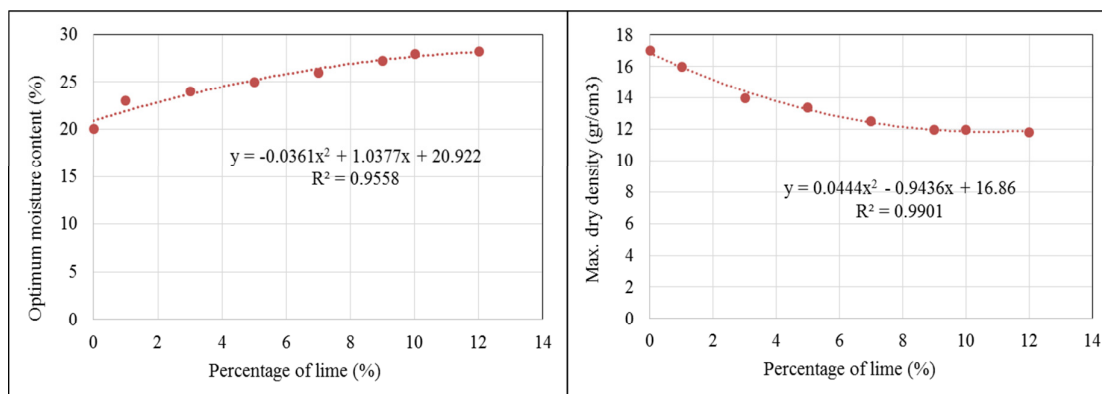 Optimum moisture content (%)
30
25
20
15
10
5
0
y = -0.0361x² + 1.0377x + 20.922
R² = 0.9558
0 2 4 6 8 10 12 14
Percentage of lime (%)
Max. dry density (gr/cm3)
18
16
14
12
10
8
6
4
2
0
y = 0.0444x² - 0.9436x + 16.86
R² = 0.9901
0 2 4 6 8 10 12 14
Percentage of lime (%)